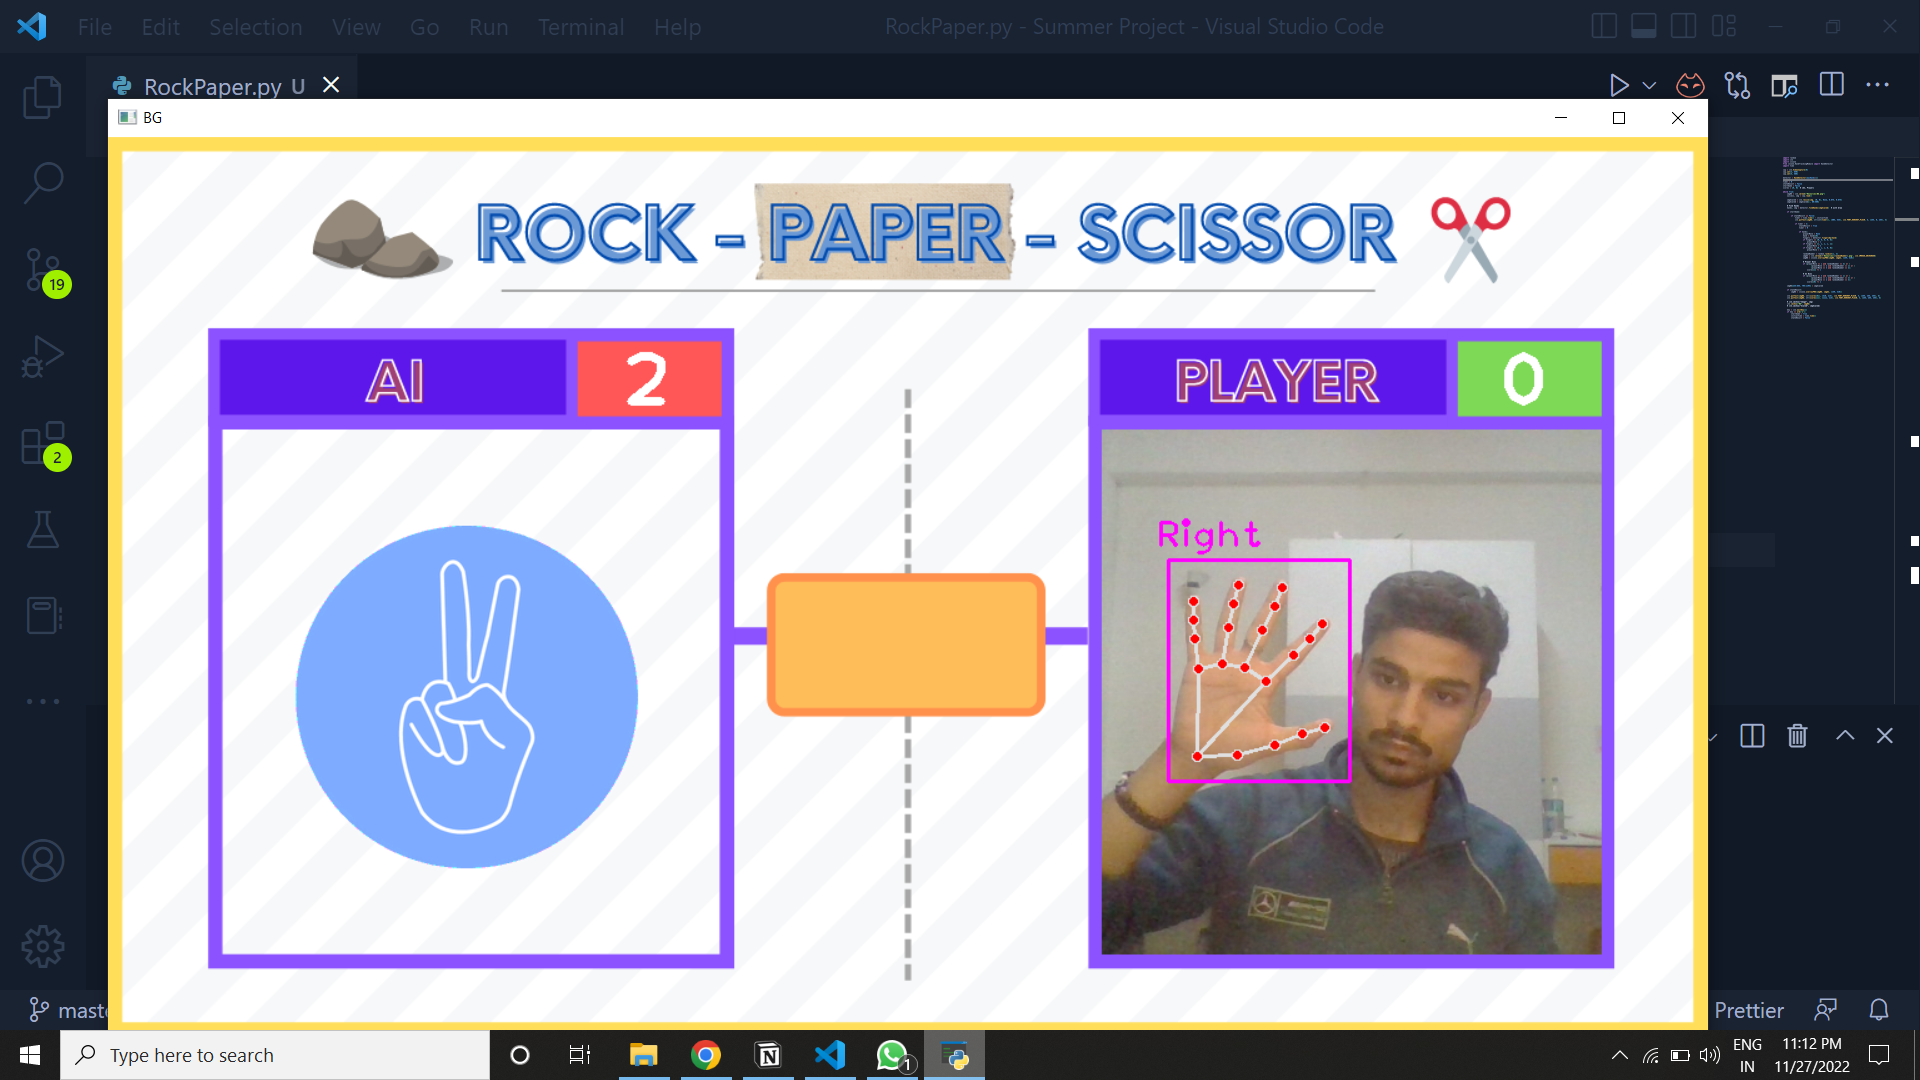 File Edit Selection View Go Run Terminal Help
RockPaper.py - Summer Project - Visual Studio Code
RockPaper.py U
BG
ROCK - PAPER - SCISSOR
AI 2
PLAYER 0
Right
19
2
Prettier
Type here to search
1
ENG
IN
11:12 PM
11/27/2022